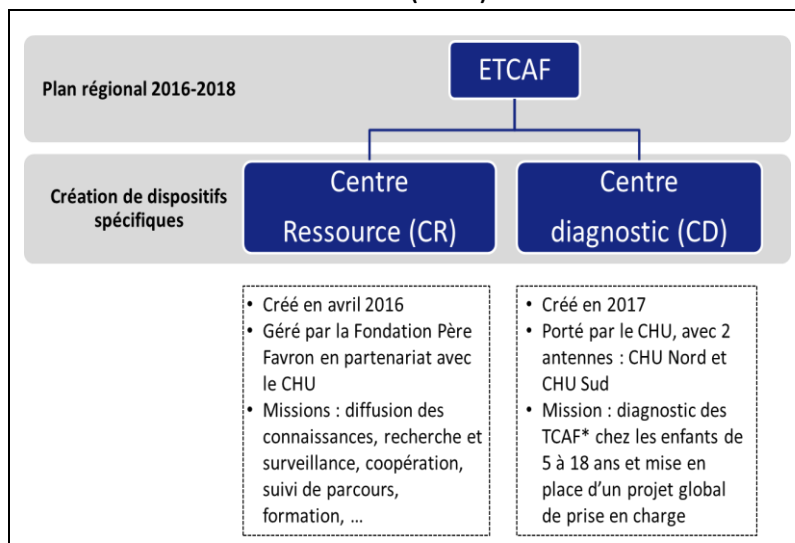 Plan régional 2016-2018
ETCAF
Création de dispositifs
spécifiques
Centre
Ressource (CR)
Centre
diagnostic (CD)
• Créé en avril 2016
• Géré par la Fondation Père
Favron en partenariat avec
le CHU
• Missions : diffusion des
connaissances, recherche et
surveillance, coopération,
suivi de parcours,
formation, …
• Créé en 2017
• Porté par le CHU, avec 2
antennes : CHU Nord et
CHU Sud
• Mission : diagnostic des
TCAF* chez les enfants de
5 à 18 ans et mise en
place d’un projet global
de prise en charge